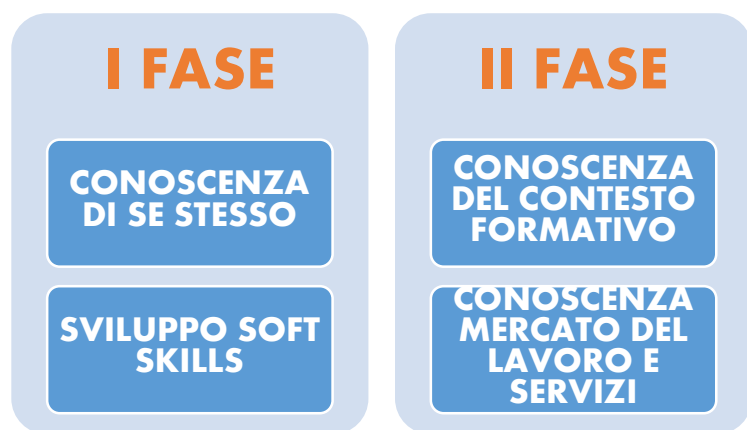 I FASE
CONOSCENZA
DI SE STESSO
SVILUPPO SOFT
SKILLS
II FASE
CONOSCENZA
DEL CONTESTO
FORMATIVO
CONOSCENZA
MERCATO DEL
LAVORO E
SERVIZI